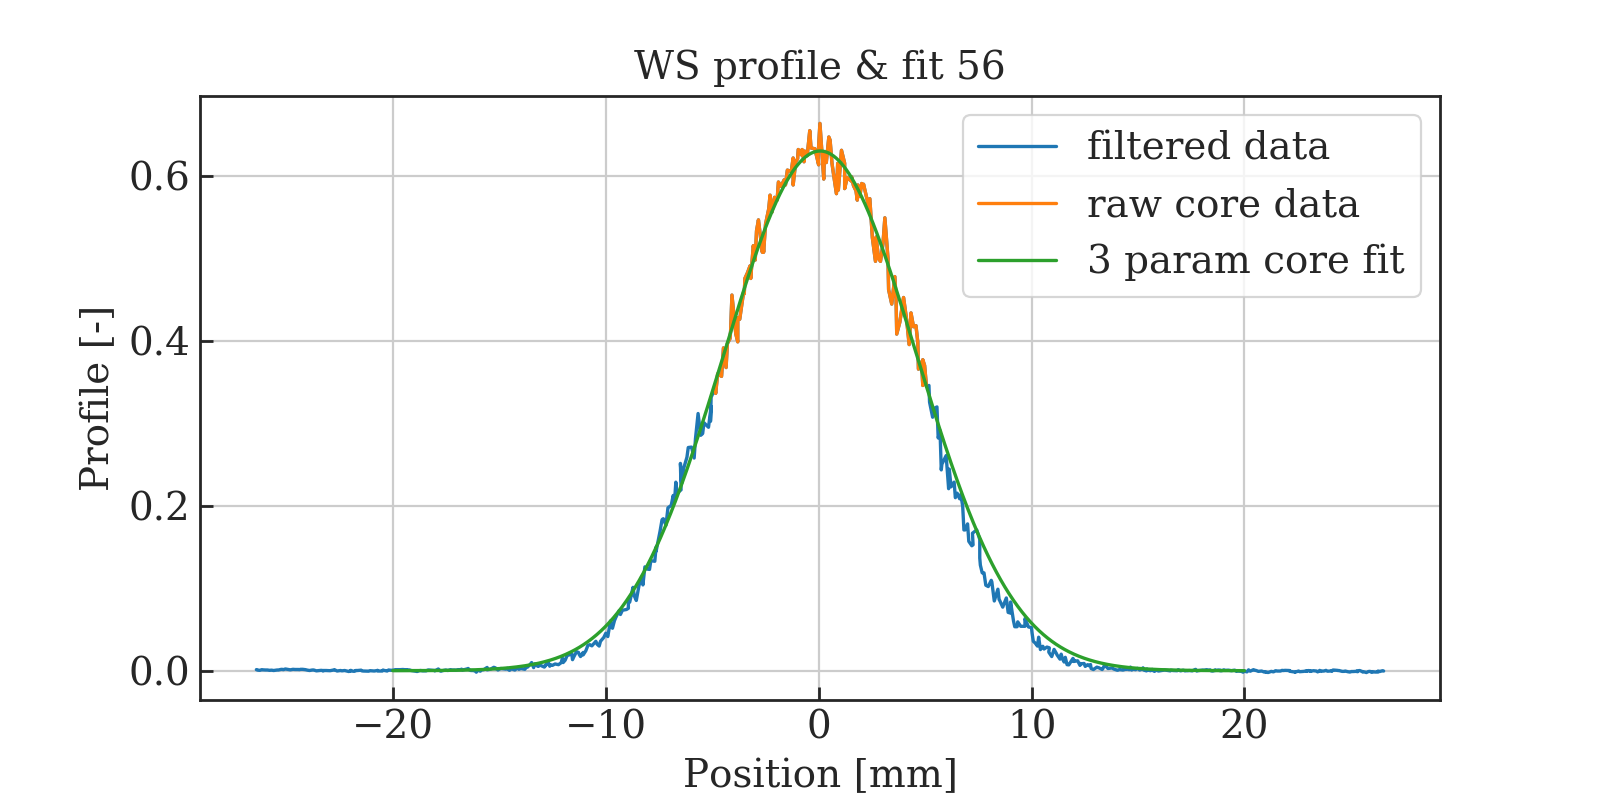 WS profile & fit 56
filtered data
raw core data
3 param core fit
Profile [-]
0.6
0.4
0.2
0.0
−20
−10
0
10
20
Position [mm]